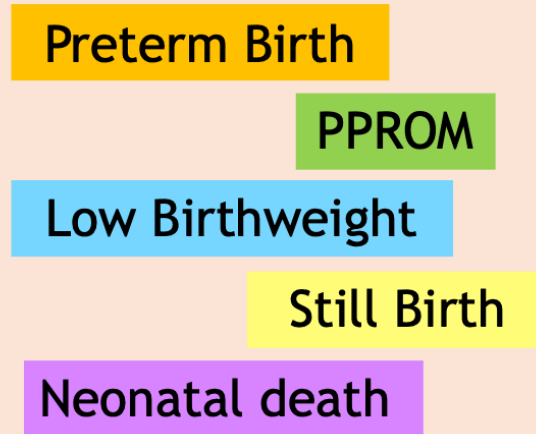 Preterm Birth
PPROM
Low Birthweight
Still Birth
Neonatal death